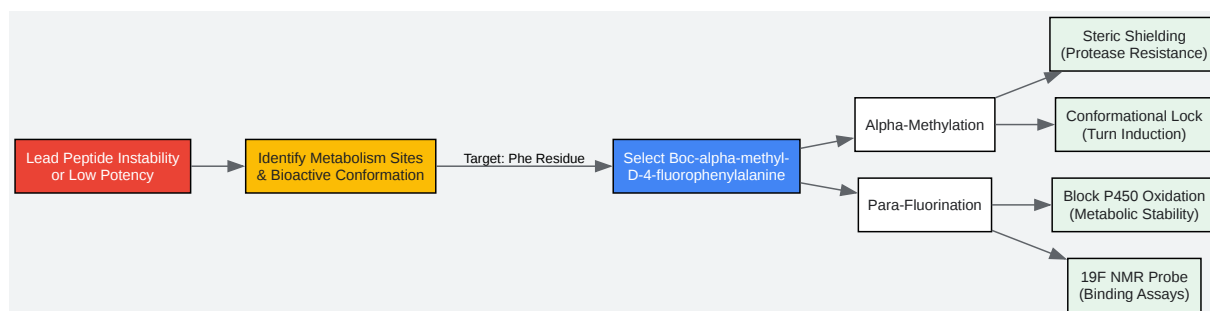 Lead Peptide Instability
or Low Potency
Identify Metabolism Sites
& Bioactive Conformation
Target: Phe Residue
Select Boc-alpha-methyl-
D-4-fluorophenylalanine
Alpha-Methylation
Para-Fluorination
Steric Shielding
(Protease Resistance)
Conformational Lock
(Turn Induction)
Block P450 Oxidation
(Metabolic Stability)
19F NMR Probe
(Binding Assays)